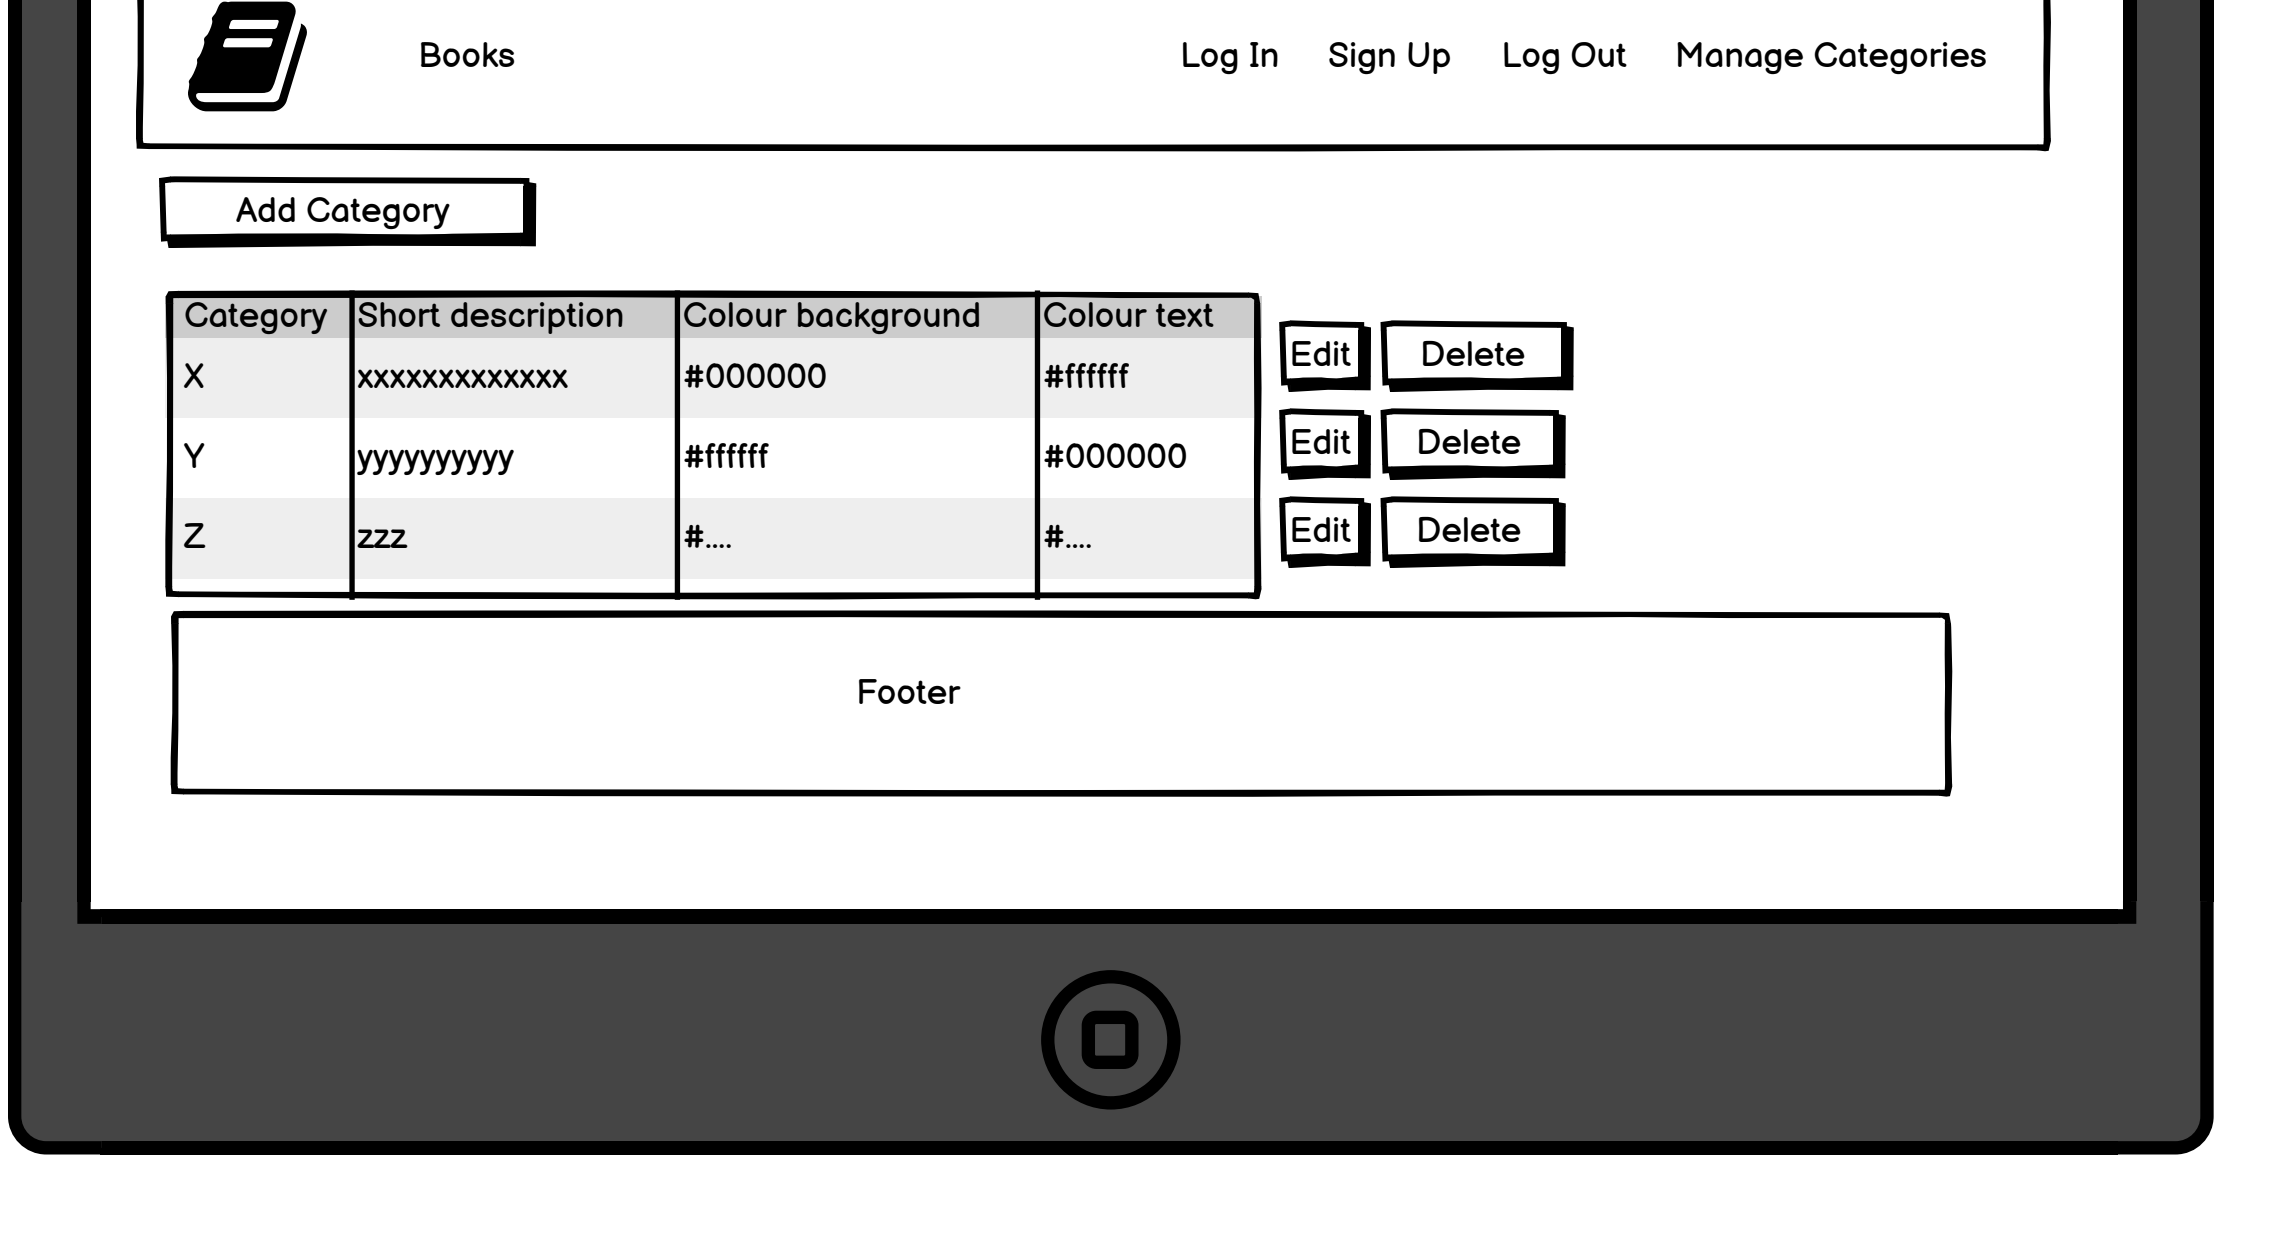 Books Log In Sign Up Log Out Manage Categories
Add Category
Category Short description Colour background Colour text
Edit Delete
X xxxxxxxxxxxxx #000000 #ffffff
Edit Delete
Y yyyyyyyyyy #ffffff #000000
Edit Delete
Z zzz #.... #....
Footer